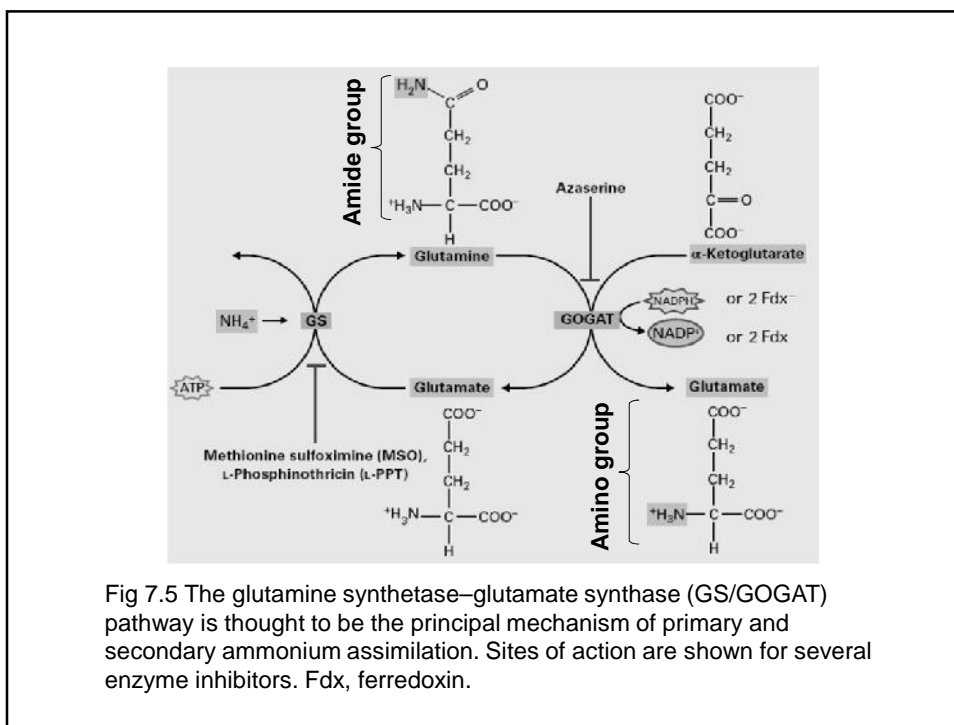 Amide group
H₂N
O
C
CH₂
CH₂
⁺H₃N—C—COO⁻
H
Glutamine
Azaserine
COO⁻
CH₂
CH₂
C=O
COO⁻
α-Ketoglutarate
NH₄⁺
GS
GOGAT
NADPH or 2 Fdx⁻
or 2 Fdx
ATP
Glutamate
Glutamate
Methionine sulfoximine (MSO),
L-Phosphinothricin (L-PPT)
COO⁻
CH₂
CH₂
⁺H₃N—C—COO⁻
H
Amino group
COO⁻
CH₂
CH₂
⁺H₃N—C—COO⁻
H
Fig 7.5 The glutamine synthetase–glutamate synthase (GS/GOGAT)
pathway is thought to be the principal mechanism of primary and
secondary ammonium assimilation. Sites of action are shown for several
enzyme inhibitors. Fdx, ferredoxin.